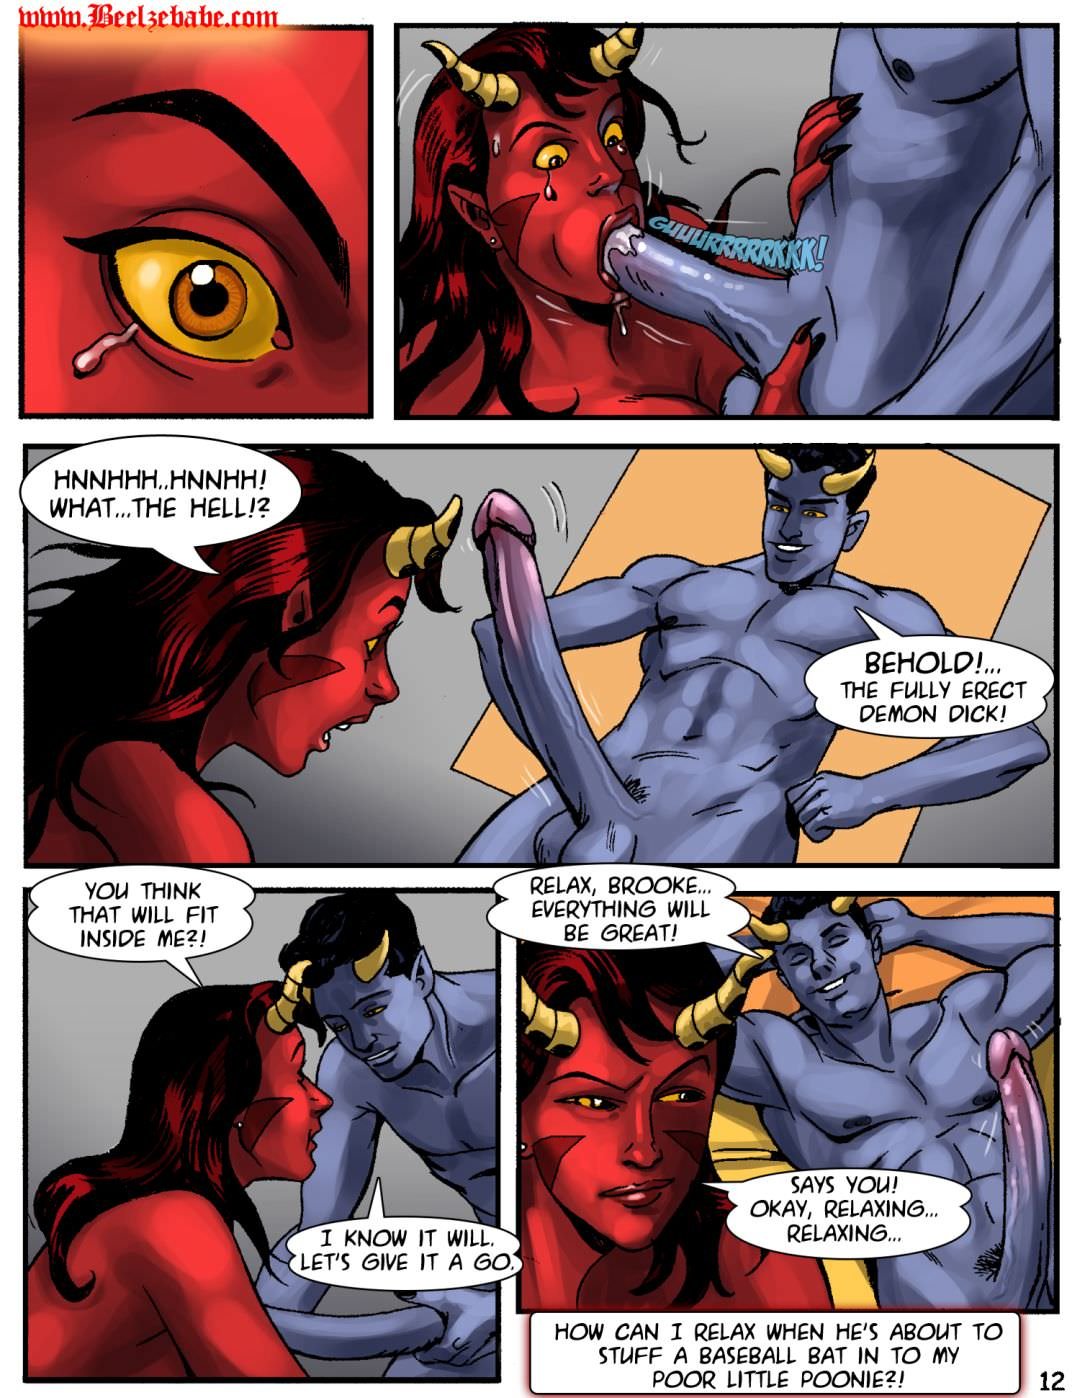 www.Beelzebabe.com
GUUURRRRRKKK!
HNNHHH..HNNHH!
WHAT...THE HELL!?
BEHOLD!...
THE FULLY ERECT
DEMON DICK!
YOU THINK
THAT WILL FIT
INSIDE ME?!
I KNOW IT WILL.
LET'S GIVE IT A GO.
RELAX, BROOKE...
EVERYTHING WILL
BE GREAT!
SAYS YOU!
OKAY, RELAXING...
RELAXING...
HOW CAN I RELAX WHEN HE'S ABOUT TO
STUFF A BASEBALL BAT IN TO MY
POOR LITTLE POONIE?!
12